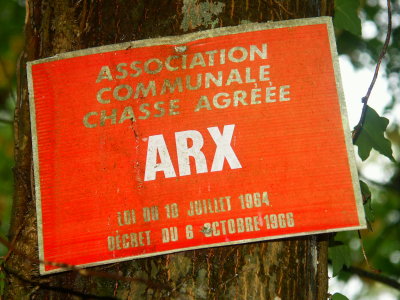 ASSOCIATION
COMMUNALE
CHASSE AGRÉÉE
ARX
LOI DU 10 JUILLET 1964
DÉCRET DU 6 OCTOBRE 1966